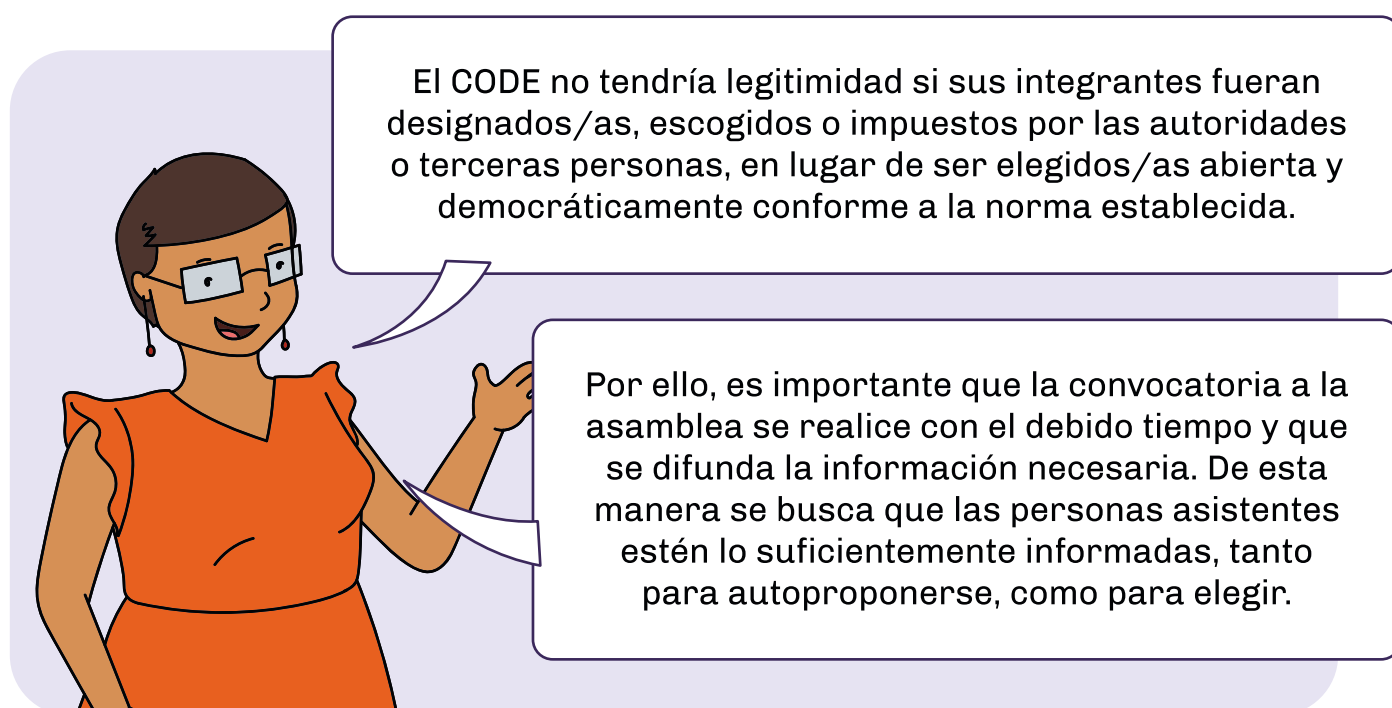 El CODE no tendría legitimidad si sus integrantes fueran
designados/as, escogidos o impuestos por las autoridades
o terceras personas, en lugar de ser elegidos/as abierta y
democráticamente conforme a la norma establecida.
Por ello, es importante que la convocatoria a la
asamblea se realice con el debido tiempo y que
se difunda la información necesaria. De esta
manera se busca que las personas asistentes
estén lo suficientemente informadas, tanto
para autoproponerse, como para elegir.